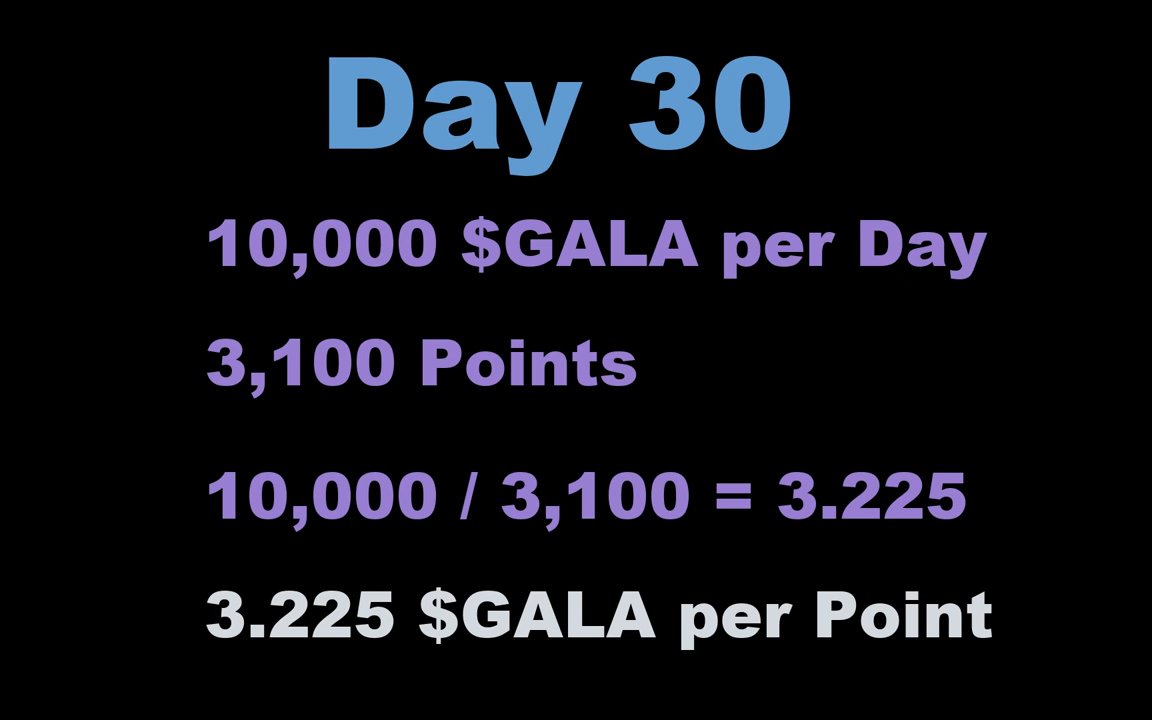 Day 30
10,000 $GALA per Day
3,100 Points
10,000 / 3,100 = 3.225
3.225 $GALA per Point